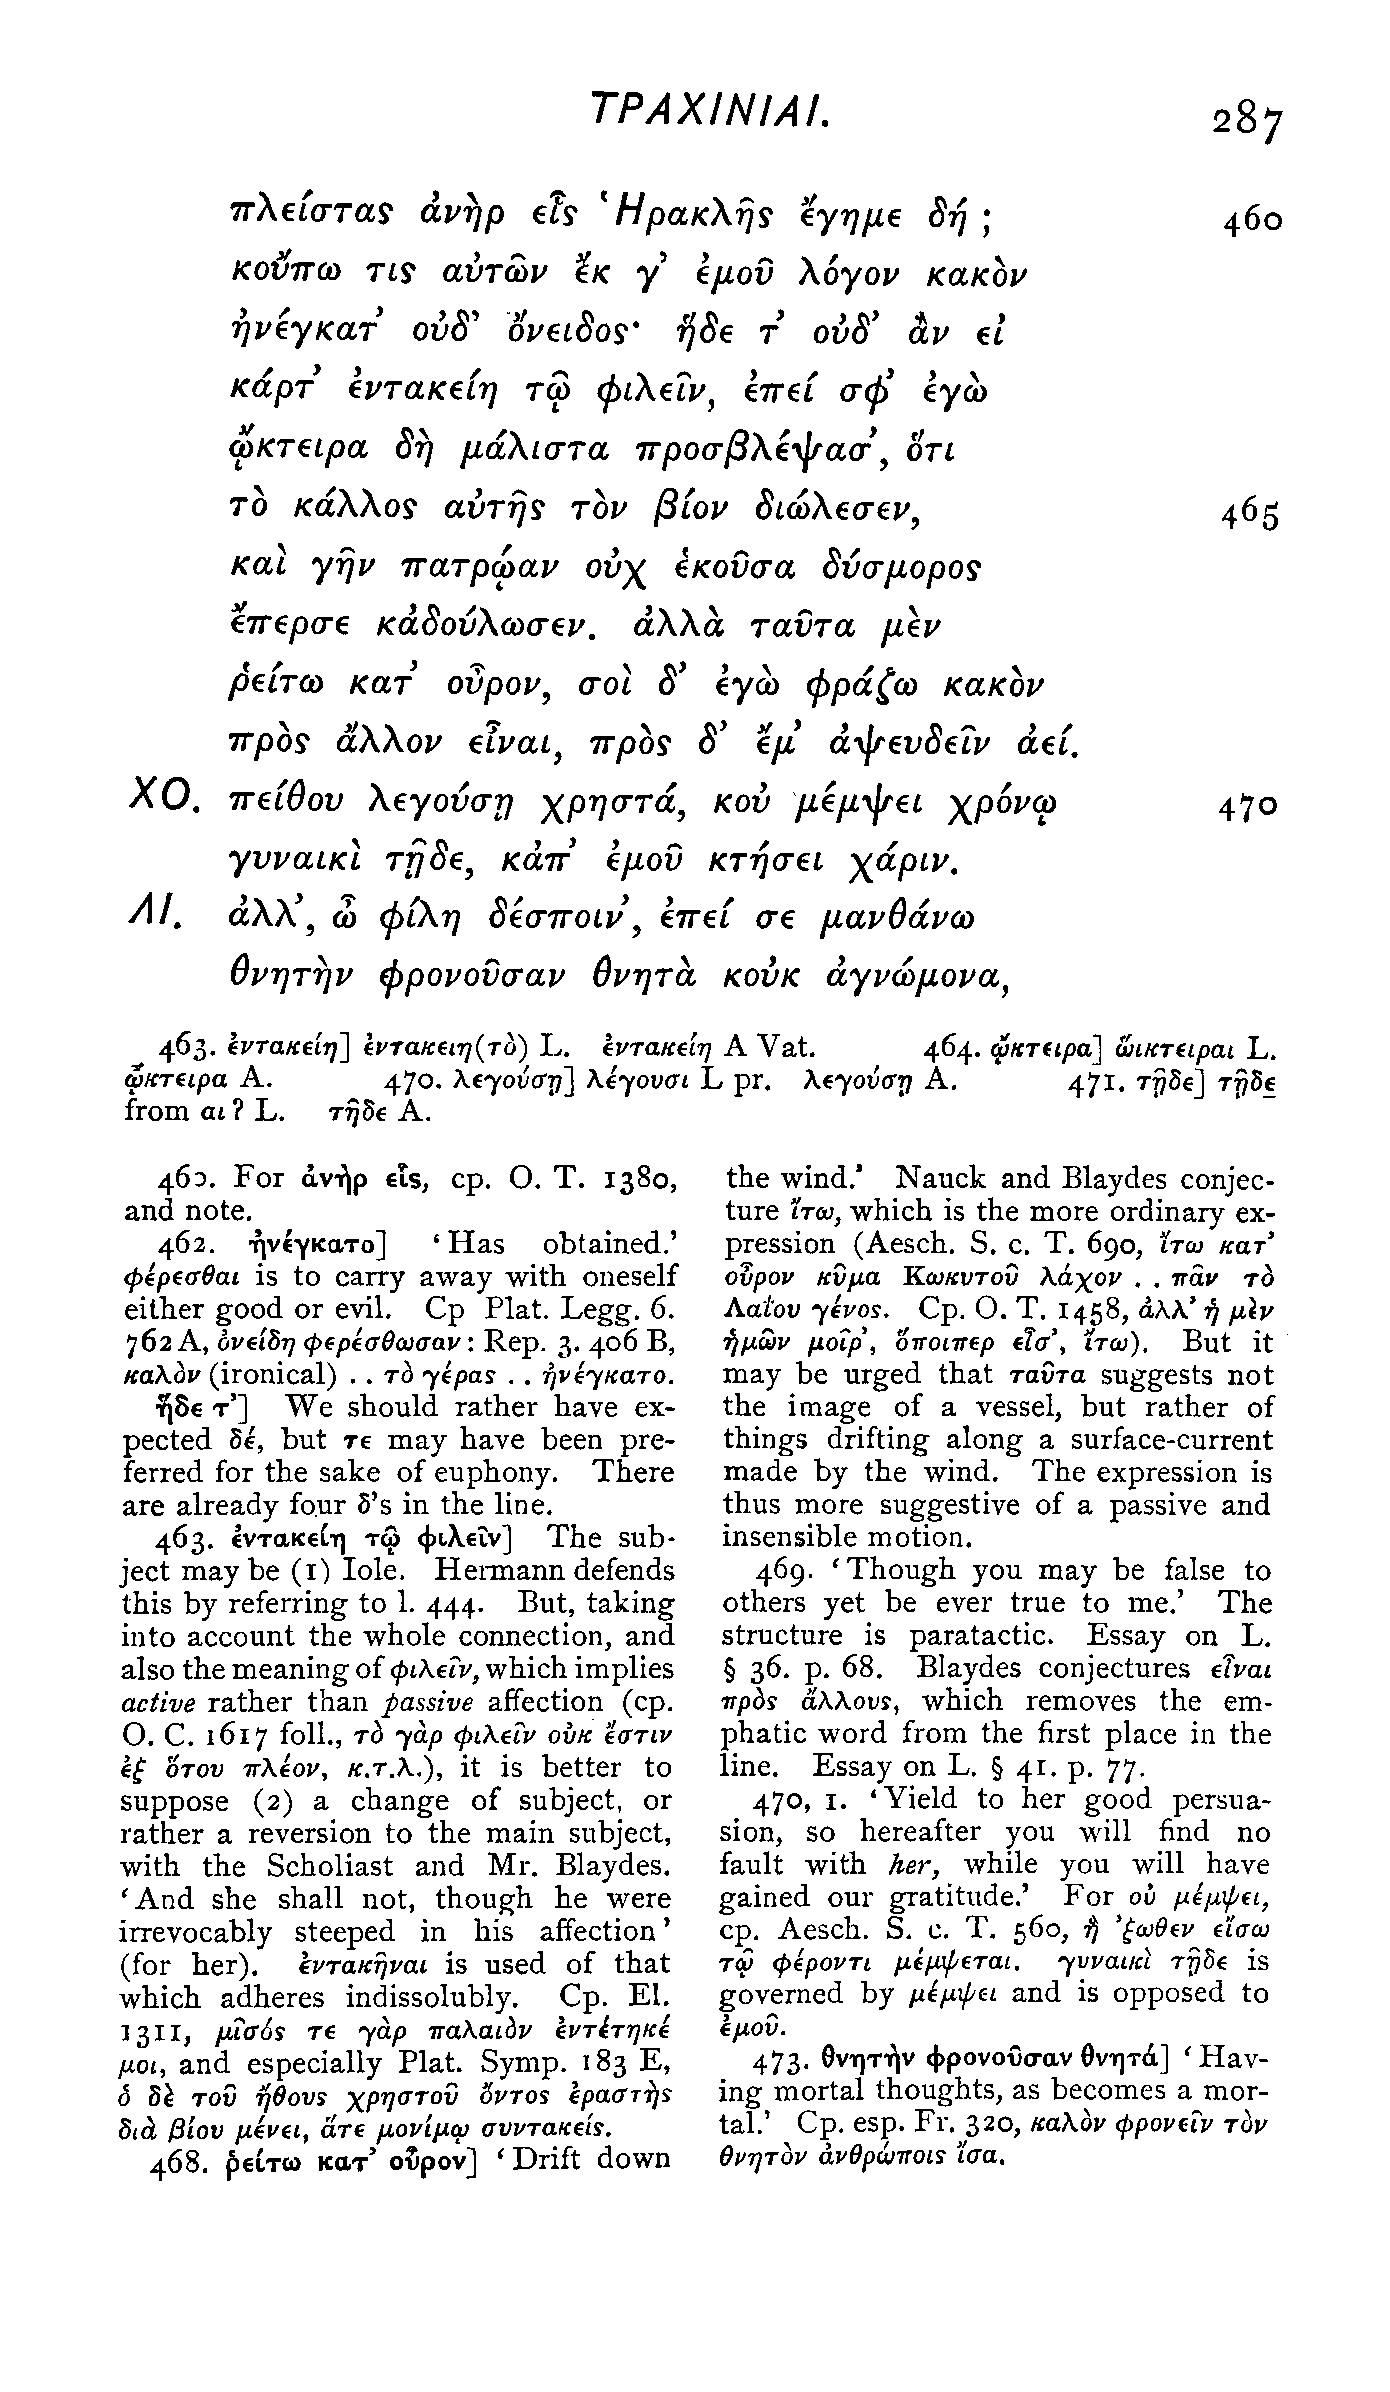 ΤΡΑΧΙΝΙΑΙ. 287
πλείστας ἀνὴρ εἷς Ἡρακλῆς ἔγημε δή ; 460
κοὔπω τις αὐτῶν ἔκ γ᾽ ἐμοῦ λόγον κακὸν
ἠνέγκατ᾽ οὐδ᾽ ὄνειδος· ἥδε τ᾽ οὐδ᾽ ἂν εἰ
κάρτ᾽ ἐντακείη τῷ φιλεῖν, ἐπεί σφ᾽ ἐγὼ
ᾤκτειρα δὴ μάλιστα προσβλέψασ᾽, ὅτι
τὸ κάλλος αὐτῆς τὸν βίον διώλεσεν, 465
καὶ γῆν πατρῴαν οὐχ ἑκοῦσα δύσμορος
ἔπερσε κἀδούλωσεν. ἀλλὰ ταῦτα μὲν
ῥείτω κατ᾽ οὖρον, σοὶ δ᾽ ἐγὼ φράζω κακὸν
πρὸς ἄλλον εἶναι, πρὸς δ᾽ ἔμ᾽ ἀψευδεῖν ἀεί.
ΧΟ. πείθου λεγούσῃ χρηστά, κοὐ μέμψει χρόνῳ 470
γυναικὶ τῇδε, κἀπ᾽ ἐμοῦ κτήσει χάριν.
ΛΙ. ἀλλ᾽, ὦ φίλη δέσποιν᾽, ἐπεί σε μανθάνω
θνητὴν φρονοῦσαν θνητὰ κοὐκ ἀγνώμονα,
463. ἐντακείη] ἐντακειη(τὸ) L. ἐντακείη A Vat. 464. ᾤκτειρα] ὤικτειραι L.
ᾦκτειρα A. 470. λεγούσῃ] λέγουσι L pr. λεγούσῃ A. 471. τῇδε] τῇδε
from αι? L. τῆδε A.
460. For ἀνὴρ εἷς, cp. O. T. 1380,
and note.
462. ἠνέγκατο] ‘Has obtained.’
φέρεσθαι is to carry away with oneself
either good or evil. Cp Plat. Legg. 6.
762 A, ὀνείδη φερέσθωσαν: Rep. 3. 406 B,
καλὸν (ironical) . . τὸ γέρας . . ἠνέγκατο.
ἥδε τ᾽] We should rather have ex-
pected δέ, but τε may have been pre-
ferred for the sake of euphony. There
are already four δ’s in the line.
463. ἐντακείη τῷ φιλεῖν] The sub-
ject may be (1) Iole. Hermann defends
this by referring to l. 444. But, taking
into account the whole connection, and
also the meaning of φιλεῖν, which implies
active rather than passive affection (cp.
O. C. 1617 foll., τὸ γὰρ φιλεῖν οὐκ ἔστιν
ἐξ ὅτου πλέον, κ.τ.λ.), it is better to
suppose (2) a change of subject, or
rather a reversion to the main subject,
with the Scholiast and Mr. Blaydes.
‘And she shall not, though he were
irrevocably steeped in his affection’
(for her). ἐντακῆναι is used of that
which adheres indissolubly. Cp. El.
1311, μῖσός τε γὰρ παλαιὸν ἐντέτηκέ
μοι, and especially Plat. Symp. 183 E,
ὁ δὲ τοῦ ἤθους χρηστοῦ ὄντος ἐραστὴς
διὰ βίου μένει, ἅτε μονίμῳ συντακείς.
468. ῥείτω κατ᾽ οὖρον] ‘Drift down
the wind.’ Nauck and Blaydes conjec-
ture ἴτω, which is the more ordinary ex-
pression (Aesch. S. c. T. 690, ἴτω κατ᾽
οὖρον κῦμα Κωκυτοῦ λάχον . . πᾶν τὸ
Λαΐου γένος. Cp. O. T. 1458, ἀλλ᾽ ἡ μὲν
ἡμῶν μοῖρ᾽, ὅποιπερ εἶσ᾽, ἴτω). But it
may be urged that ταῦτα suggests not
the image of a vessel, but rather of
things drifting along a surface-current
made by the wind. The expression is
thus more suggestive of a passive and
insensible motion.
469. ‘Though you may be false to
others yet be ever true to me.’ The
structure is paratactic. Essay on L.
§ 36. p. 68. Blaydes conjectures εἶναι
πρὸς ἄλλους, which removes the em-
phatic word from the first place in the
line. Essay on L. § 41. p. 77.
470, 1. ‘Yield to her good persua-
sion, so hereafter you will find no
fault with her, while you will have
gained our gratitude.’ For οὐ μέμψει,
cp. Aesch. S. c. T. 560, ἣ ᾽ξωθεν εἴσω
τῷ φέροντι μέμψεται. γυναικὶ τῇδε is
governed by μέμψει and is opposed to
ἐμοῦ.
473. θνητὴν φρονοῦσαν θνητά] ‘Hav-
ing mortal thoughts, as becomes a mor-
tal.’ Cp. esp. Fr. 320, καλὸν φρονεῖν τὸν
θνητὸν ἀνθρώποις ἴσα.